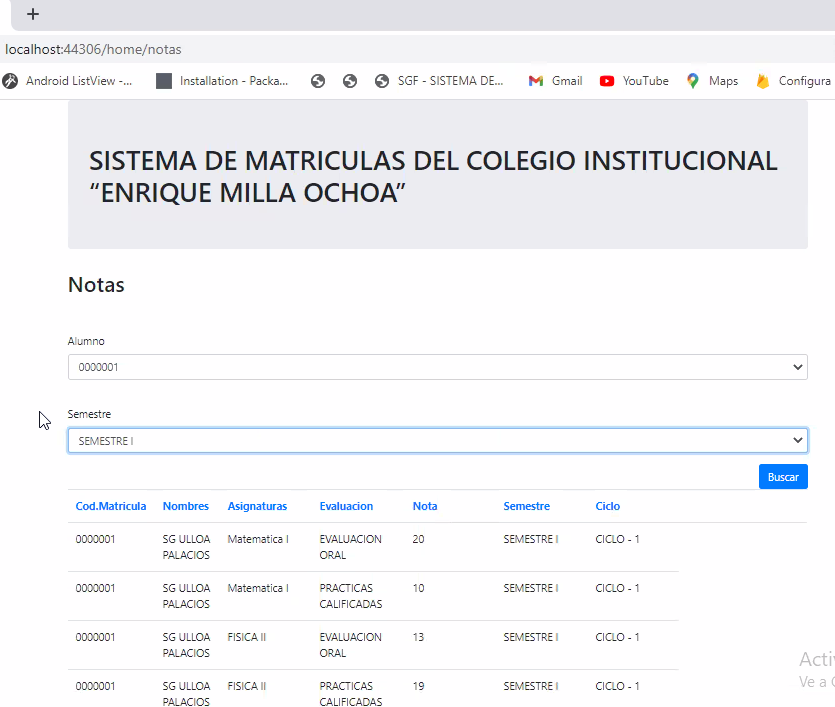 localhost:44306/home/notas
Android ListView -... Installation - Packa... SGF - SISTEMA DE... Gmail YouTube Maps Configura
SISTEMA DE MATRICULAS DEL COLEGIO INSTITUCIONAL
“ENRIQUE MILLA OCHOA”
Notas
Alumno
0000001
Semestre
SEMESTRE I
Buscar
Cod.Matricula Nombres Asignaturas Evaluacion Nota Semestre Ciclo
0000001 SG ULLOA Matematica I EVALUACION 20 SEMESTRE I CICLO - 1
PALACIOS ORAL
0000001 SG ULLOA Matematica I PRACTICAS 10 SEMESTRE I CICLO - 1
PALACIOS CALIFICADAS
0000001 SG ULLOA FISICA II EVALUACION 13 SEMESTRE I CICLO - 1
PALACIOS ORAL
0000001 SG ULLOA FISICA II PRACTICAS 19 SEMESTRE I CICLO - 1
PALACIOS CALIFICADAS
Activ
Ve a C